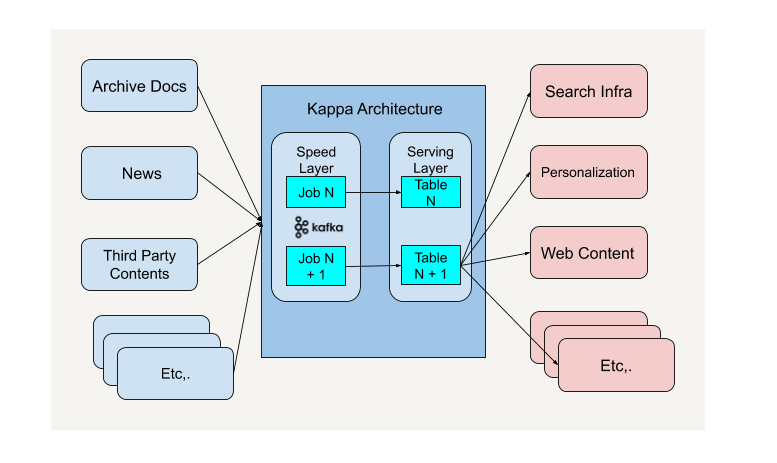 Archive Docs
News
Third Party
Contents
Etc,.
Kappa Architecture
Speed
Layer
Job N
kafka
Job N
+ 1
Serving
Layer
Table
N
Table
N + 1
Search Infra
Personalization
Web Content
Etc,.